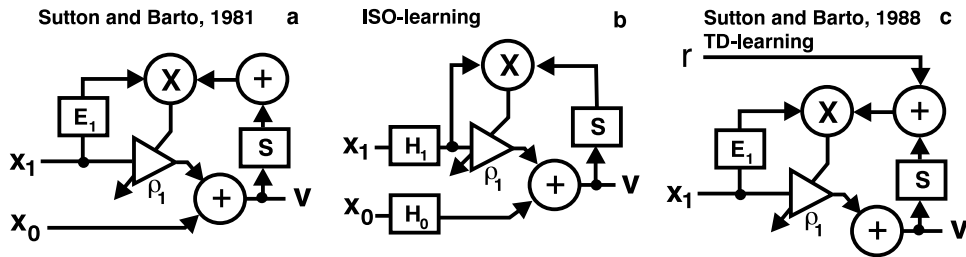 Sutton and Barto, 1981 a
X
+
E₁
S
x₁
ρ₁
+
v
x₀
ISO-learning b
X
S
x₁
H₁
ρ₁
+
v
x₀
H₀
Sutton and Barto, 1988 c
TD-learning
r
X
+
E₁
S
x₁
ρ₁
+
v